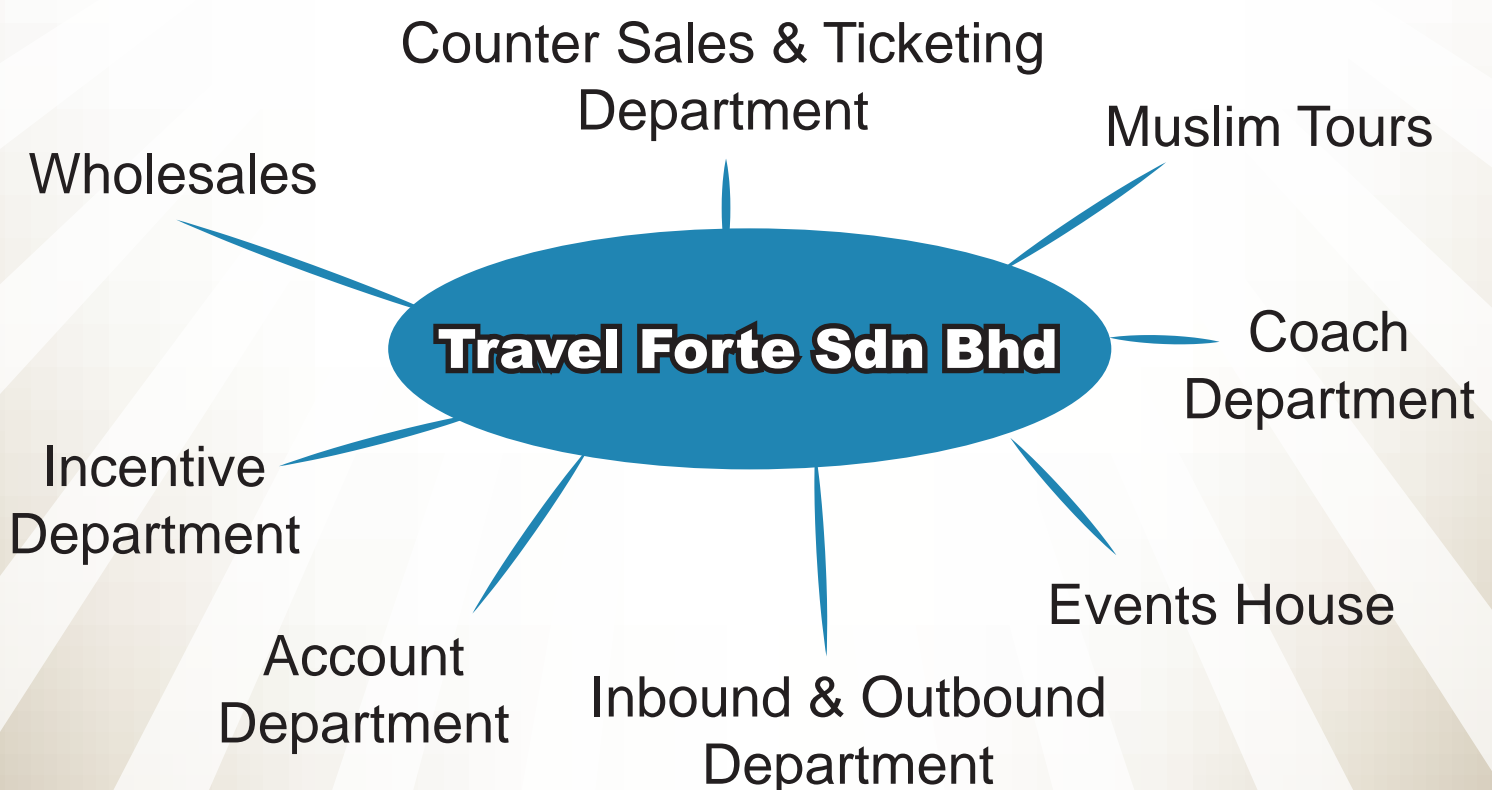 Counter Sales & Ticketing
Department
Muslim Tours
Wholesales
Travel Forte Sdn Bhd
Coach
Department
Incentive
Department
Events House
Account
Department
Inbound & Outbound
Department